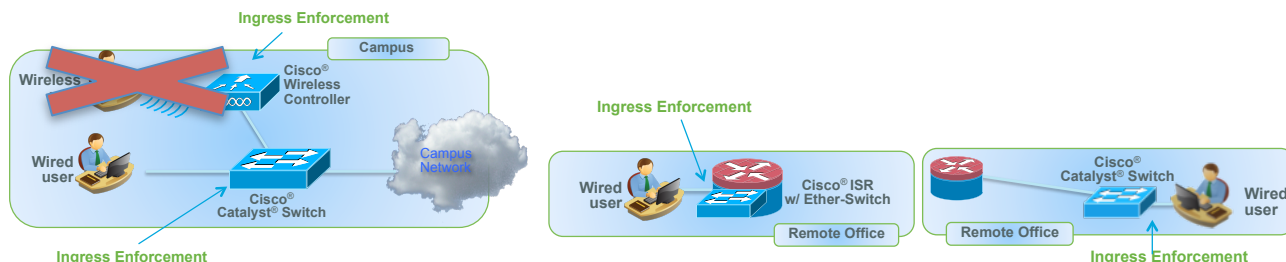 Ingress Enforcement
Campus
Wireless
Cisco®
Wireless
Controller
Wired
user
Cisco®
Catalyst® Switch
Campus
Network
Ingress Enforcement
Ingress Enforcement
Wired
user
Cisco® ISR
w/ Ether-Switch
Remote Office
Cisco®
Catalyst® Switch
Wired
user
Remote Office
Ingress Enforcement